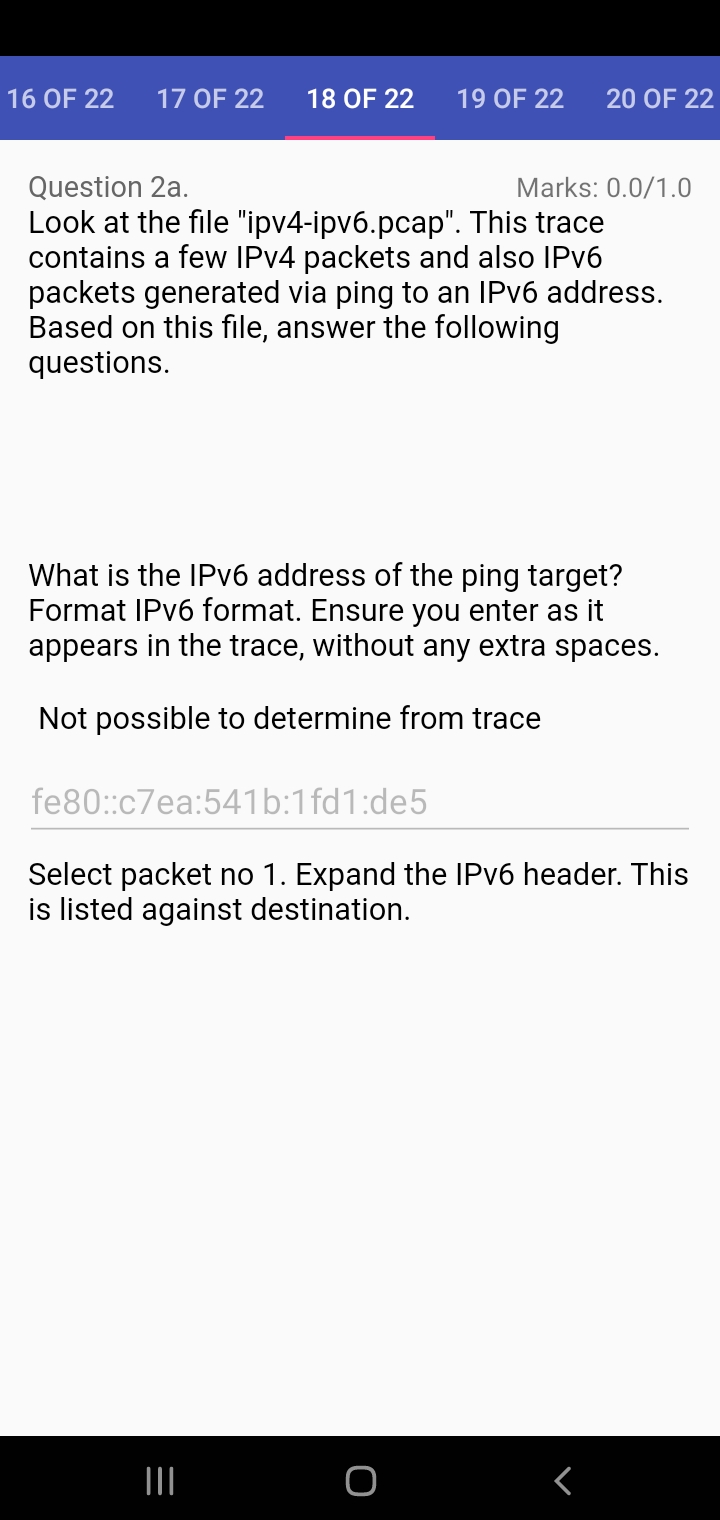 16 OF 22 17 OF 22 18 OF 22 19 OF 22 20 OF 22
Question 2a. Marks: 0.0/1.0
Look at the file "ipv4-ipv6.pcap". This trace
contains a few IPv4 packets and also IPv6
packets generated via ping to an IPv6 address.
Based on this file, answer the following
questions.
What is the IPv6 address of the ping target?
Format IPv6 format. Ensure you enter as it
appears in the trace, without any extra spaces.
Not possible to determine from trace
fe80::c7ea:541b:1fd1:de5
Select packet no 1. Expand the IPv6 header. This
is listed against destination.